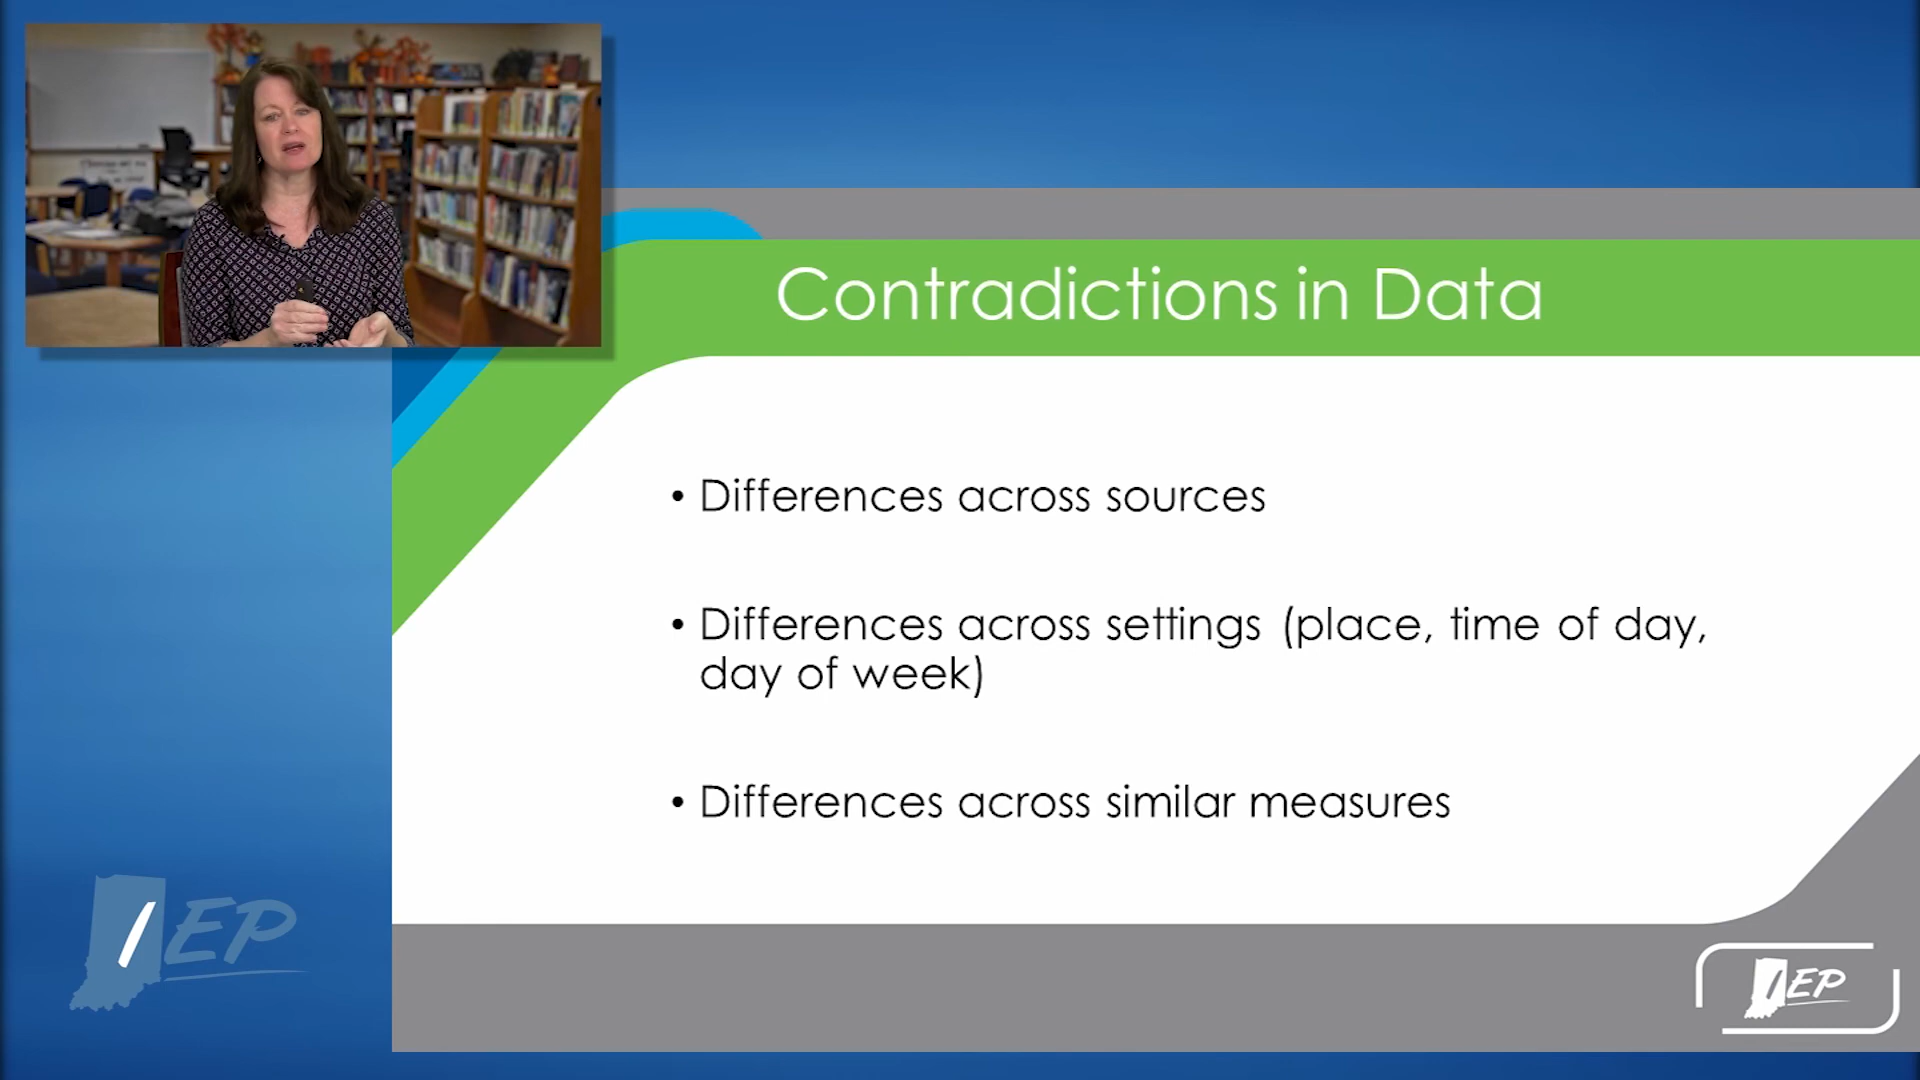 Contradictions in Data
• Differences across sources
• Differences across settings (place, time of day,
day of week)
• Differences across similar measures
IEP
IEP